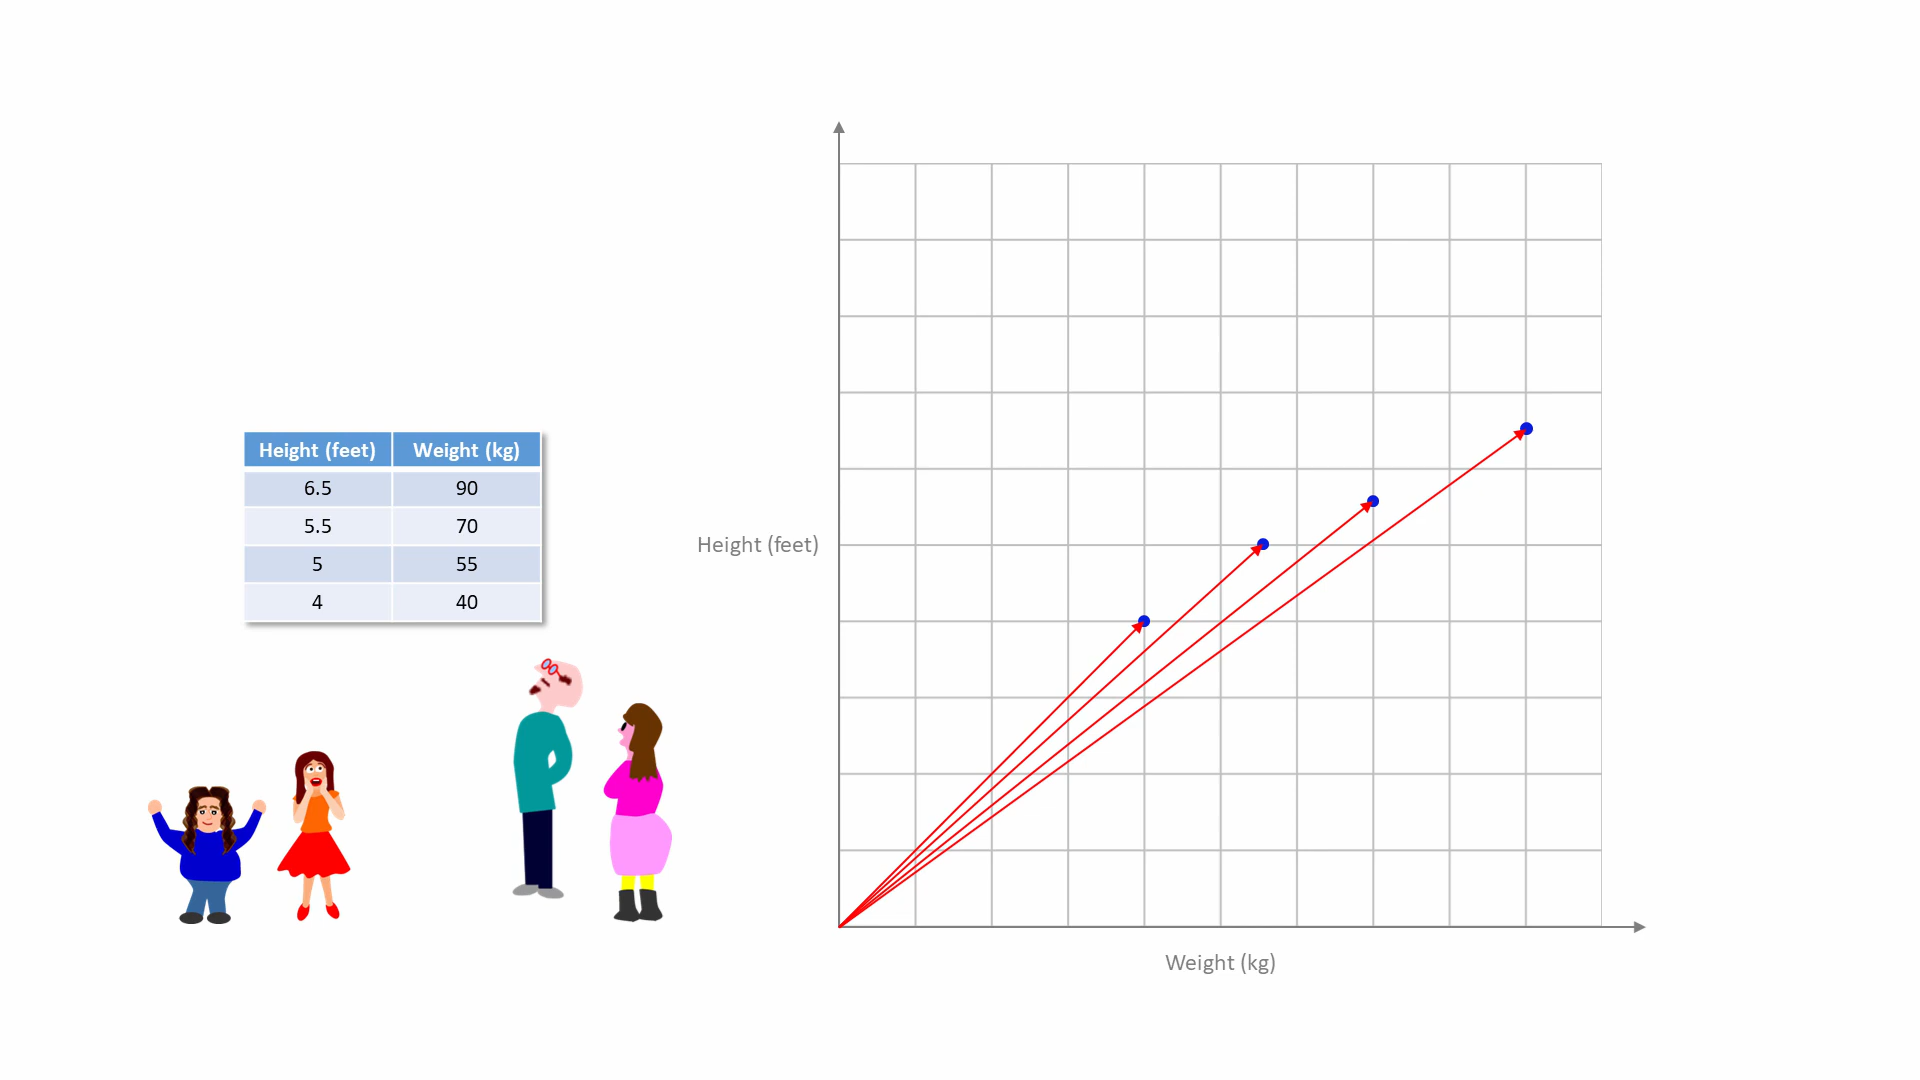 Height (feet) Weight (kg)
6.5 90
5.5 70
5 55
4 40
Height (feet)
Weight (kg)